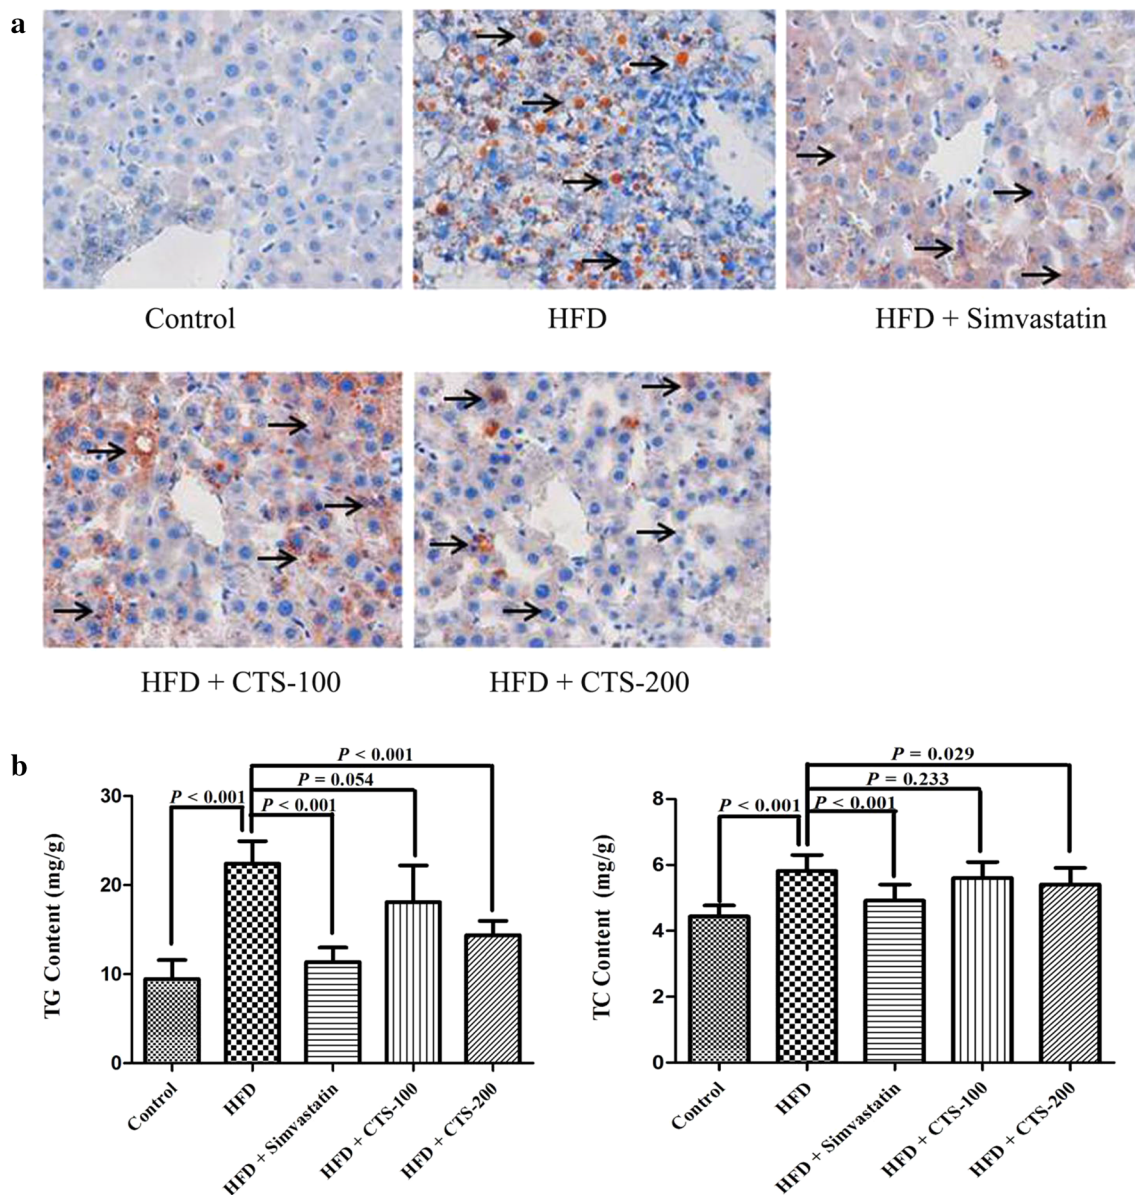 a
Control
HFD
HFD + Simvastatin
HFD + CTS-100
HFD + CTS-200
b
P < 0.001
P = 0.054
P < 0.001
P < 0.001
30
20
10
0
TG Content (mg/g)
Control
HFD
HFD + Simvastatin
HFD + CTS-100
HFD + CTS-200
P = 0.029
P = 0.233
P < 0.001
P < 0.001
8
6
4
2
0
TC Content (mg/g)
Control
HFD
HFD + Simvastatin
HFD + CTS-100
HFD + CTS-200